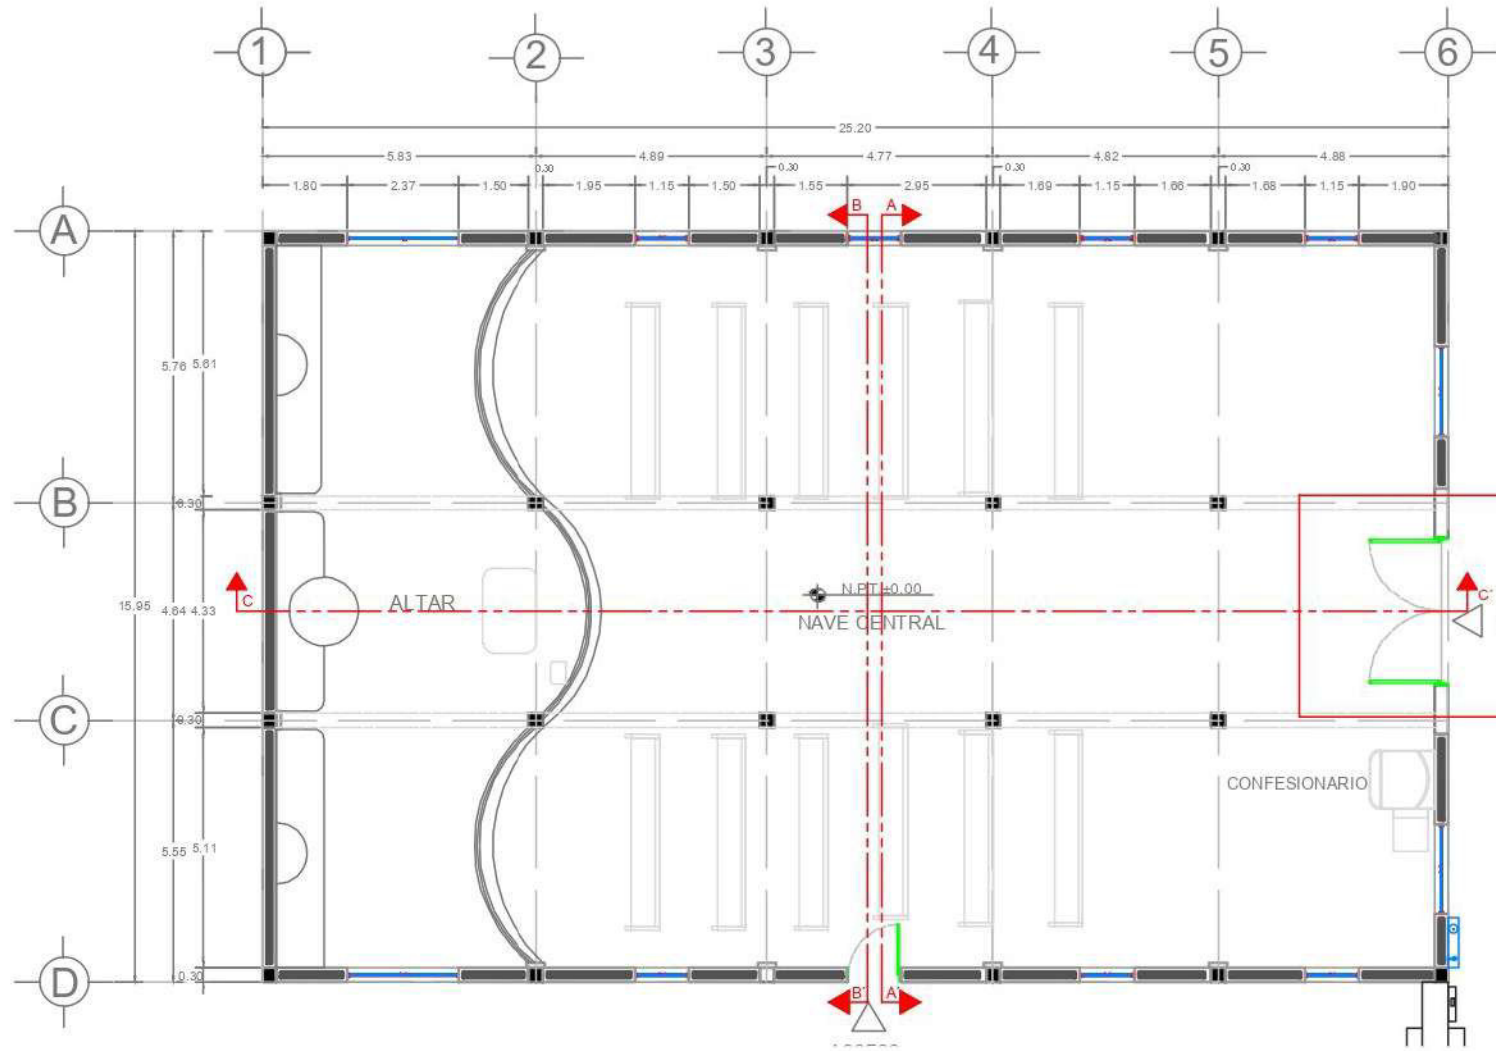 1 2 3 4 5 6
25.20
5.83 4.89 4.77 4.82 4.88
0.30 0.30 0.30 0.30
1.80 2.37 1.50 1.95 1.15 1.50 1.55 2.95 1.69 1.15 1.66 1.68 1.15 1.90
B A
A
5.76 5.61
B
0.30
N.PT.±0.00
C ALTAR C'
15.95 4.64 4.33
NAVE CENTRAL
C
0.30
CONFESIONARIO
5.55 5.11
D
0.30
B' A'